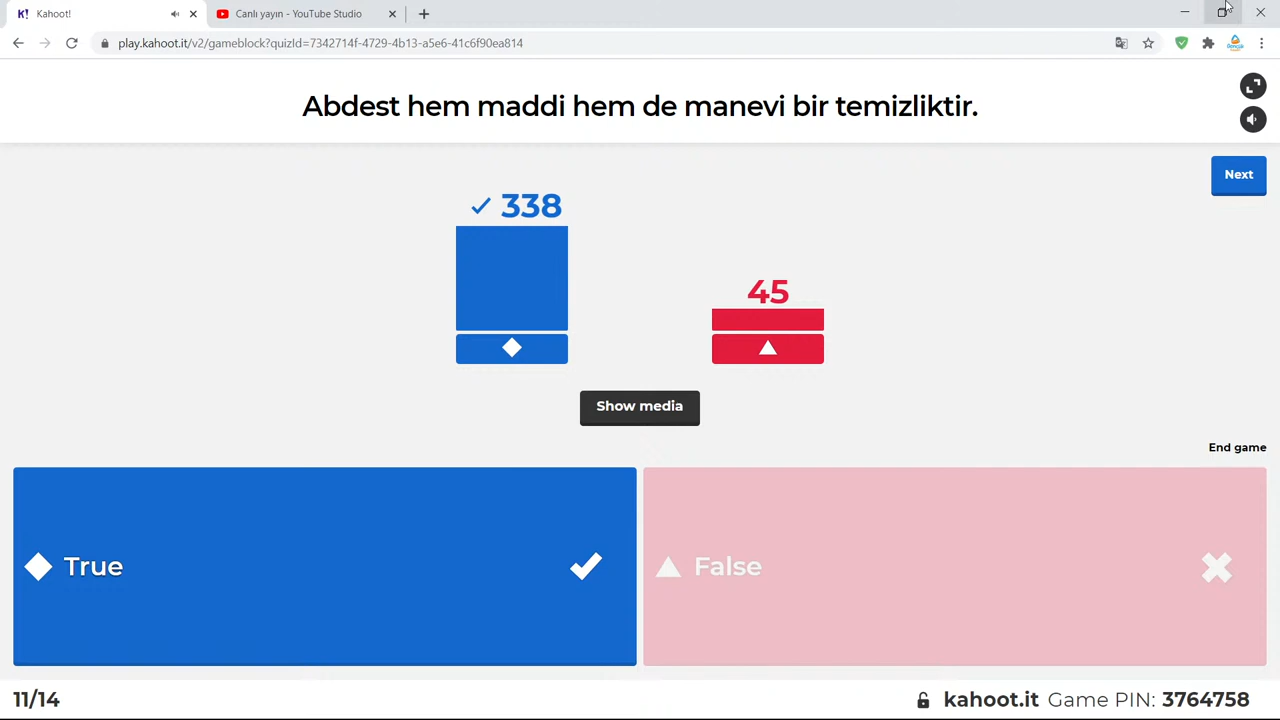 K! Kahoot!
Canlı yayın - YouTube Studio
play.kahoot.it/v2/gameblock?quizId=7342714f-4729-4b13-a5e6-41c6f90ea814
Abdest hem maddi hem de manevi bir temizliktir.
Next
338
45
Show media
End game
True
False
11/14
kahoot.it Game PIN: 3764758